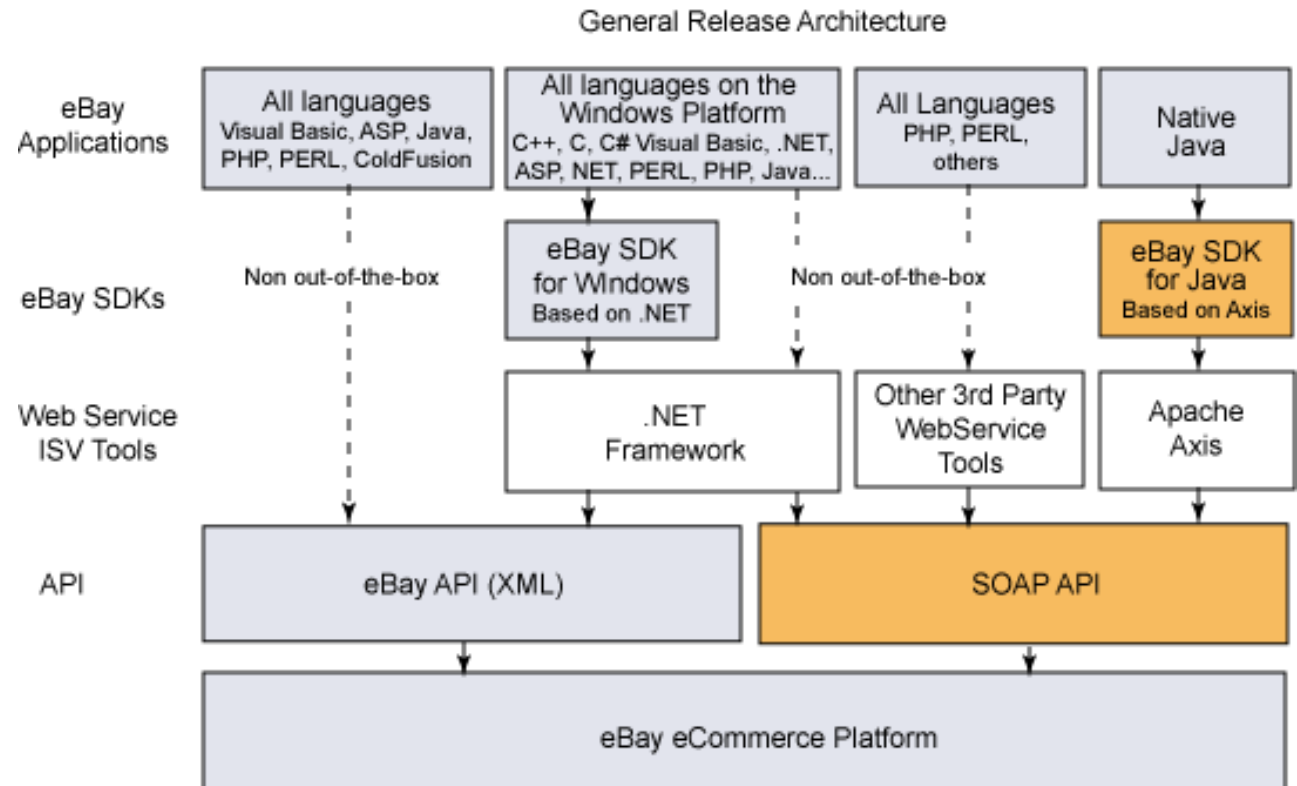 General Release Architecture
eBay
Applications
All languages
Visual Basic, ASP, Java,
PHP, PERL, ColdFusion
All languages on the
Windows Platform
C++, C, C# Visual Basic, .NET,
ASP, NET, PERL, PHP, Java...
All Languages
PHP, PERL,
others
Native
Java
eBay SDKs
Non out-of-the-box
eBay SDK
for WIndows
Based on .NET
Non out-of-the-box
eBay SDK
for Java
Based on Axis
Web Service
ISV Tools
.NET
Framework
Other 3rd Party
WebService
Tools
Apache
Axis
API
eBay API (XML)
SOAP API
eBay eCommerce Platform